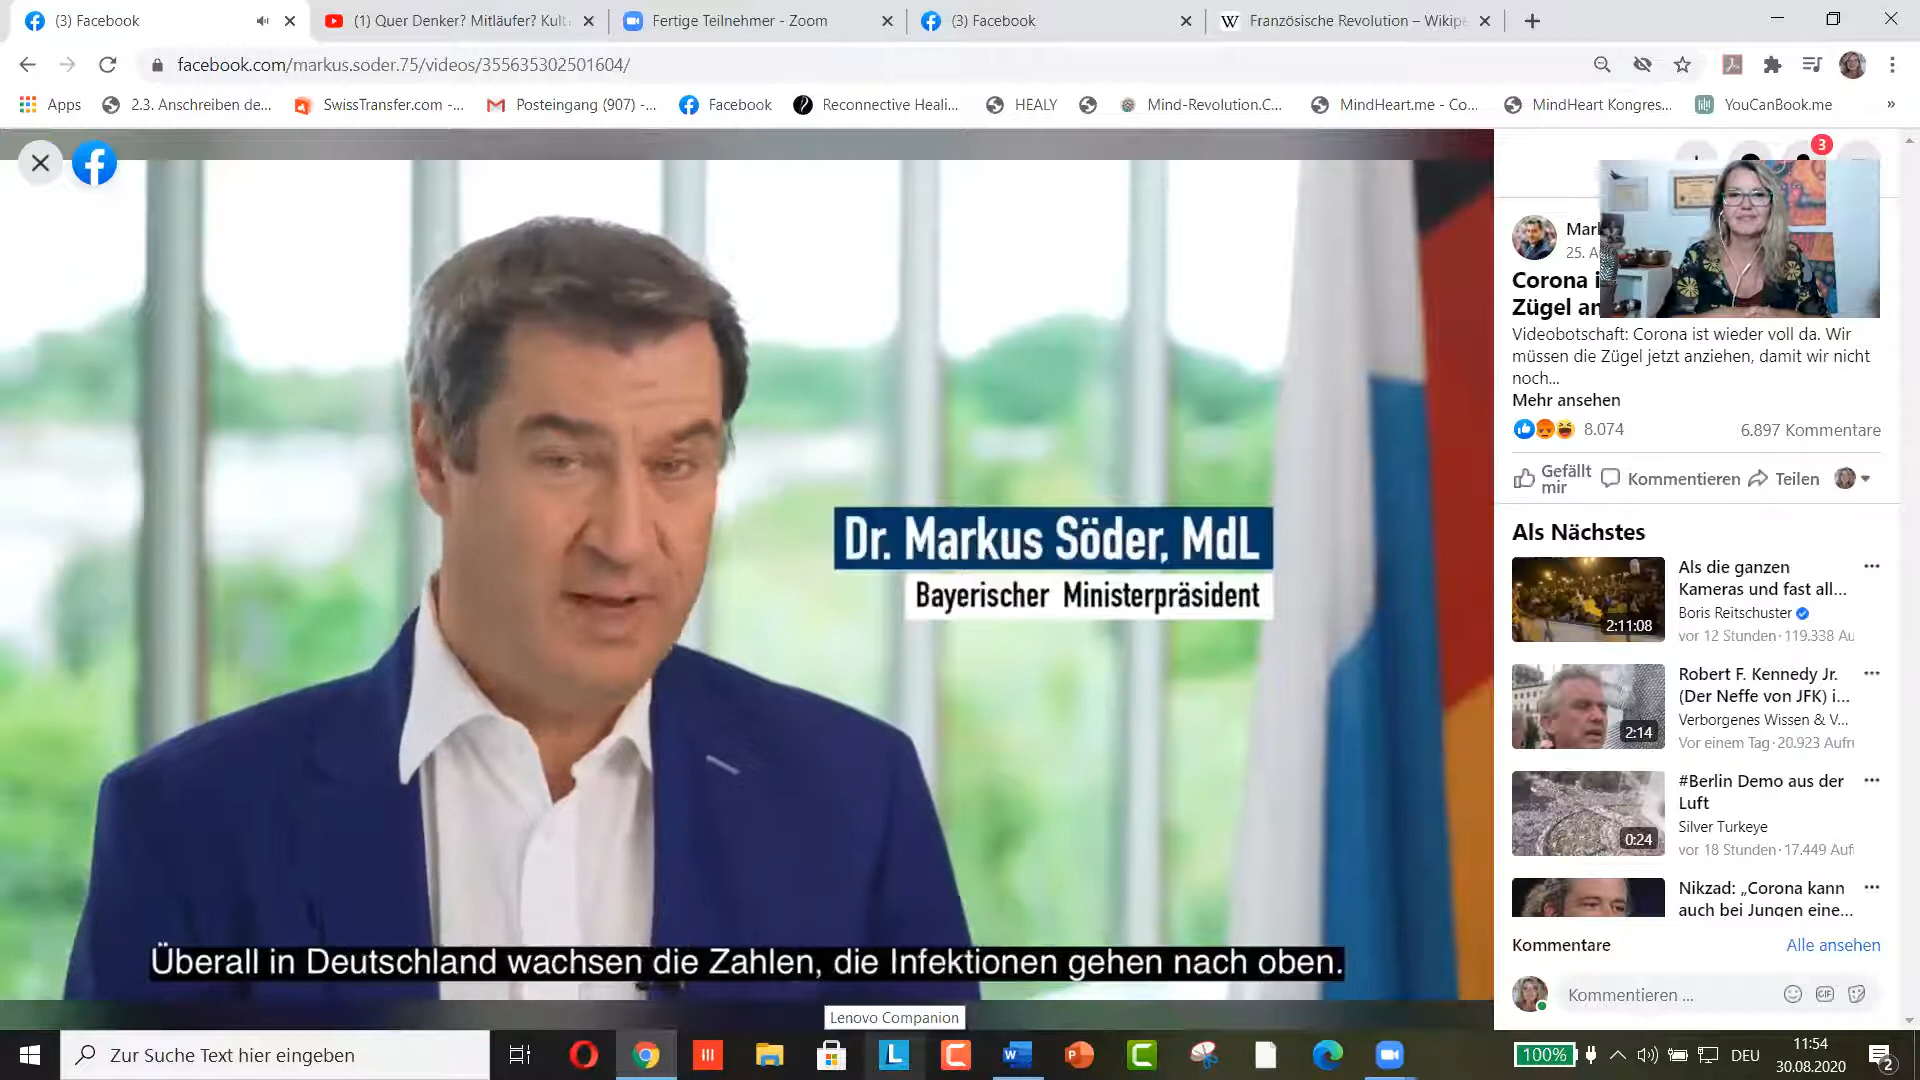 (3) Facebook
(1) Quer Denker? Mitläufer? Kult
Fertige Teilnehmer - Zoom
(3) Facebook
Französische Revolution – Wikipe
facebook.com/markus.soder.75/videos/355635302501604/
Apps
2.3. Anschreiben de...
SwissTransfer.com -...
Posteingang (907) -...
Facebook
Reconnective Heali...
HEALY
Mind-Revolution.C...
MindHeart.me - Co...
MindHeart Kongres...
YouCanBook.me
»
3
Mar
25. A
Corona i
Zügel an
Videobotschaft: Corona ist wieder voll da. Wir
müssen die Zügel jetzt anziehen, damit wir nicht
noch...
Mehr ansehen
8.074
6.897 Kommentare
Gefällt
mir
Kommentieren
Teilen
Dr. Markus Söder, MdL
Bayerischer Ministerpräsident
Überall in Deutschland wachsen die Zahlen, die Infektionen gehen nach oben.
Als Nächstes
Als die ganzen
Kameras und fast all...
Boris Reitschuster
vor 12 Stunden · 119.338 Au
2:11:08
Robert F. Kennedy Jr.
(Der Neffe von JFK) i...
Verborgenes Wissen & V...
Vor einem Tag · 20.923 Aufr
2:14
#Berlin Demo aus der
Luft
Silver Turkeye
vor 18 Stunden · 17.449 Auf
0:24
Nikzad: „Corona kann
auch bei Jungen eine...
Kommentare
Alle ansehen
Kommentieren ...
GIF
Lenovo Companion
Zur Suche Text hier eingeben
100%
DEU
11:54
30.08.2020
2